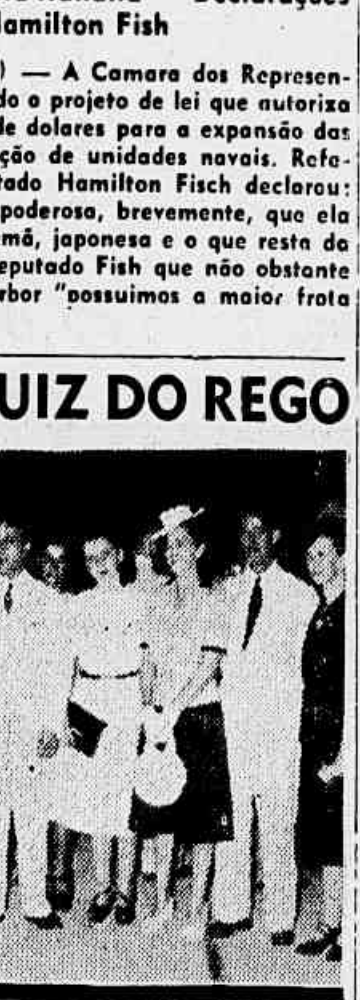 Hamilton Fish
) — A Camara dos Represen-
do o projeto de lei que autoriza
de dolares para a expansão das
ção de unidades navais. Refe-
tado Hamilton Fisch declarou:
poderosa, brevemente, que ela
mã, japonesa e o que resta da
eputado Fish que não obstante
rbor "possuimos a maior frota
UIZ DO REGO